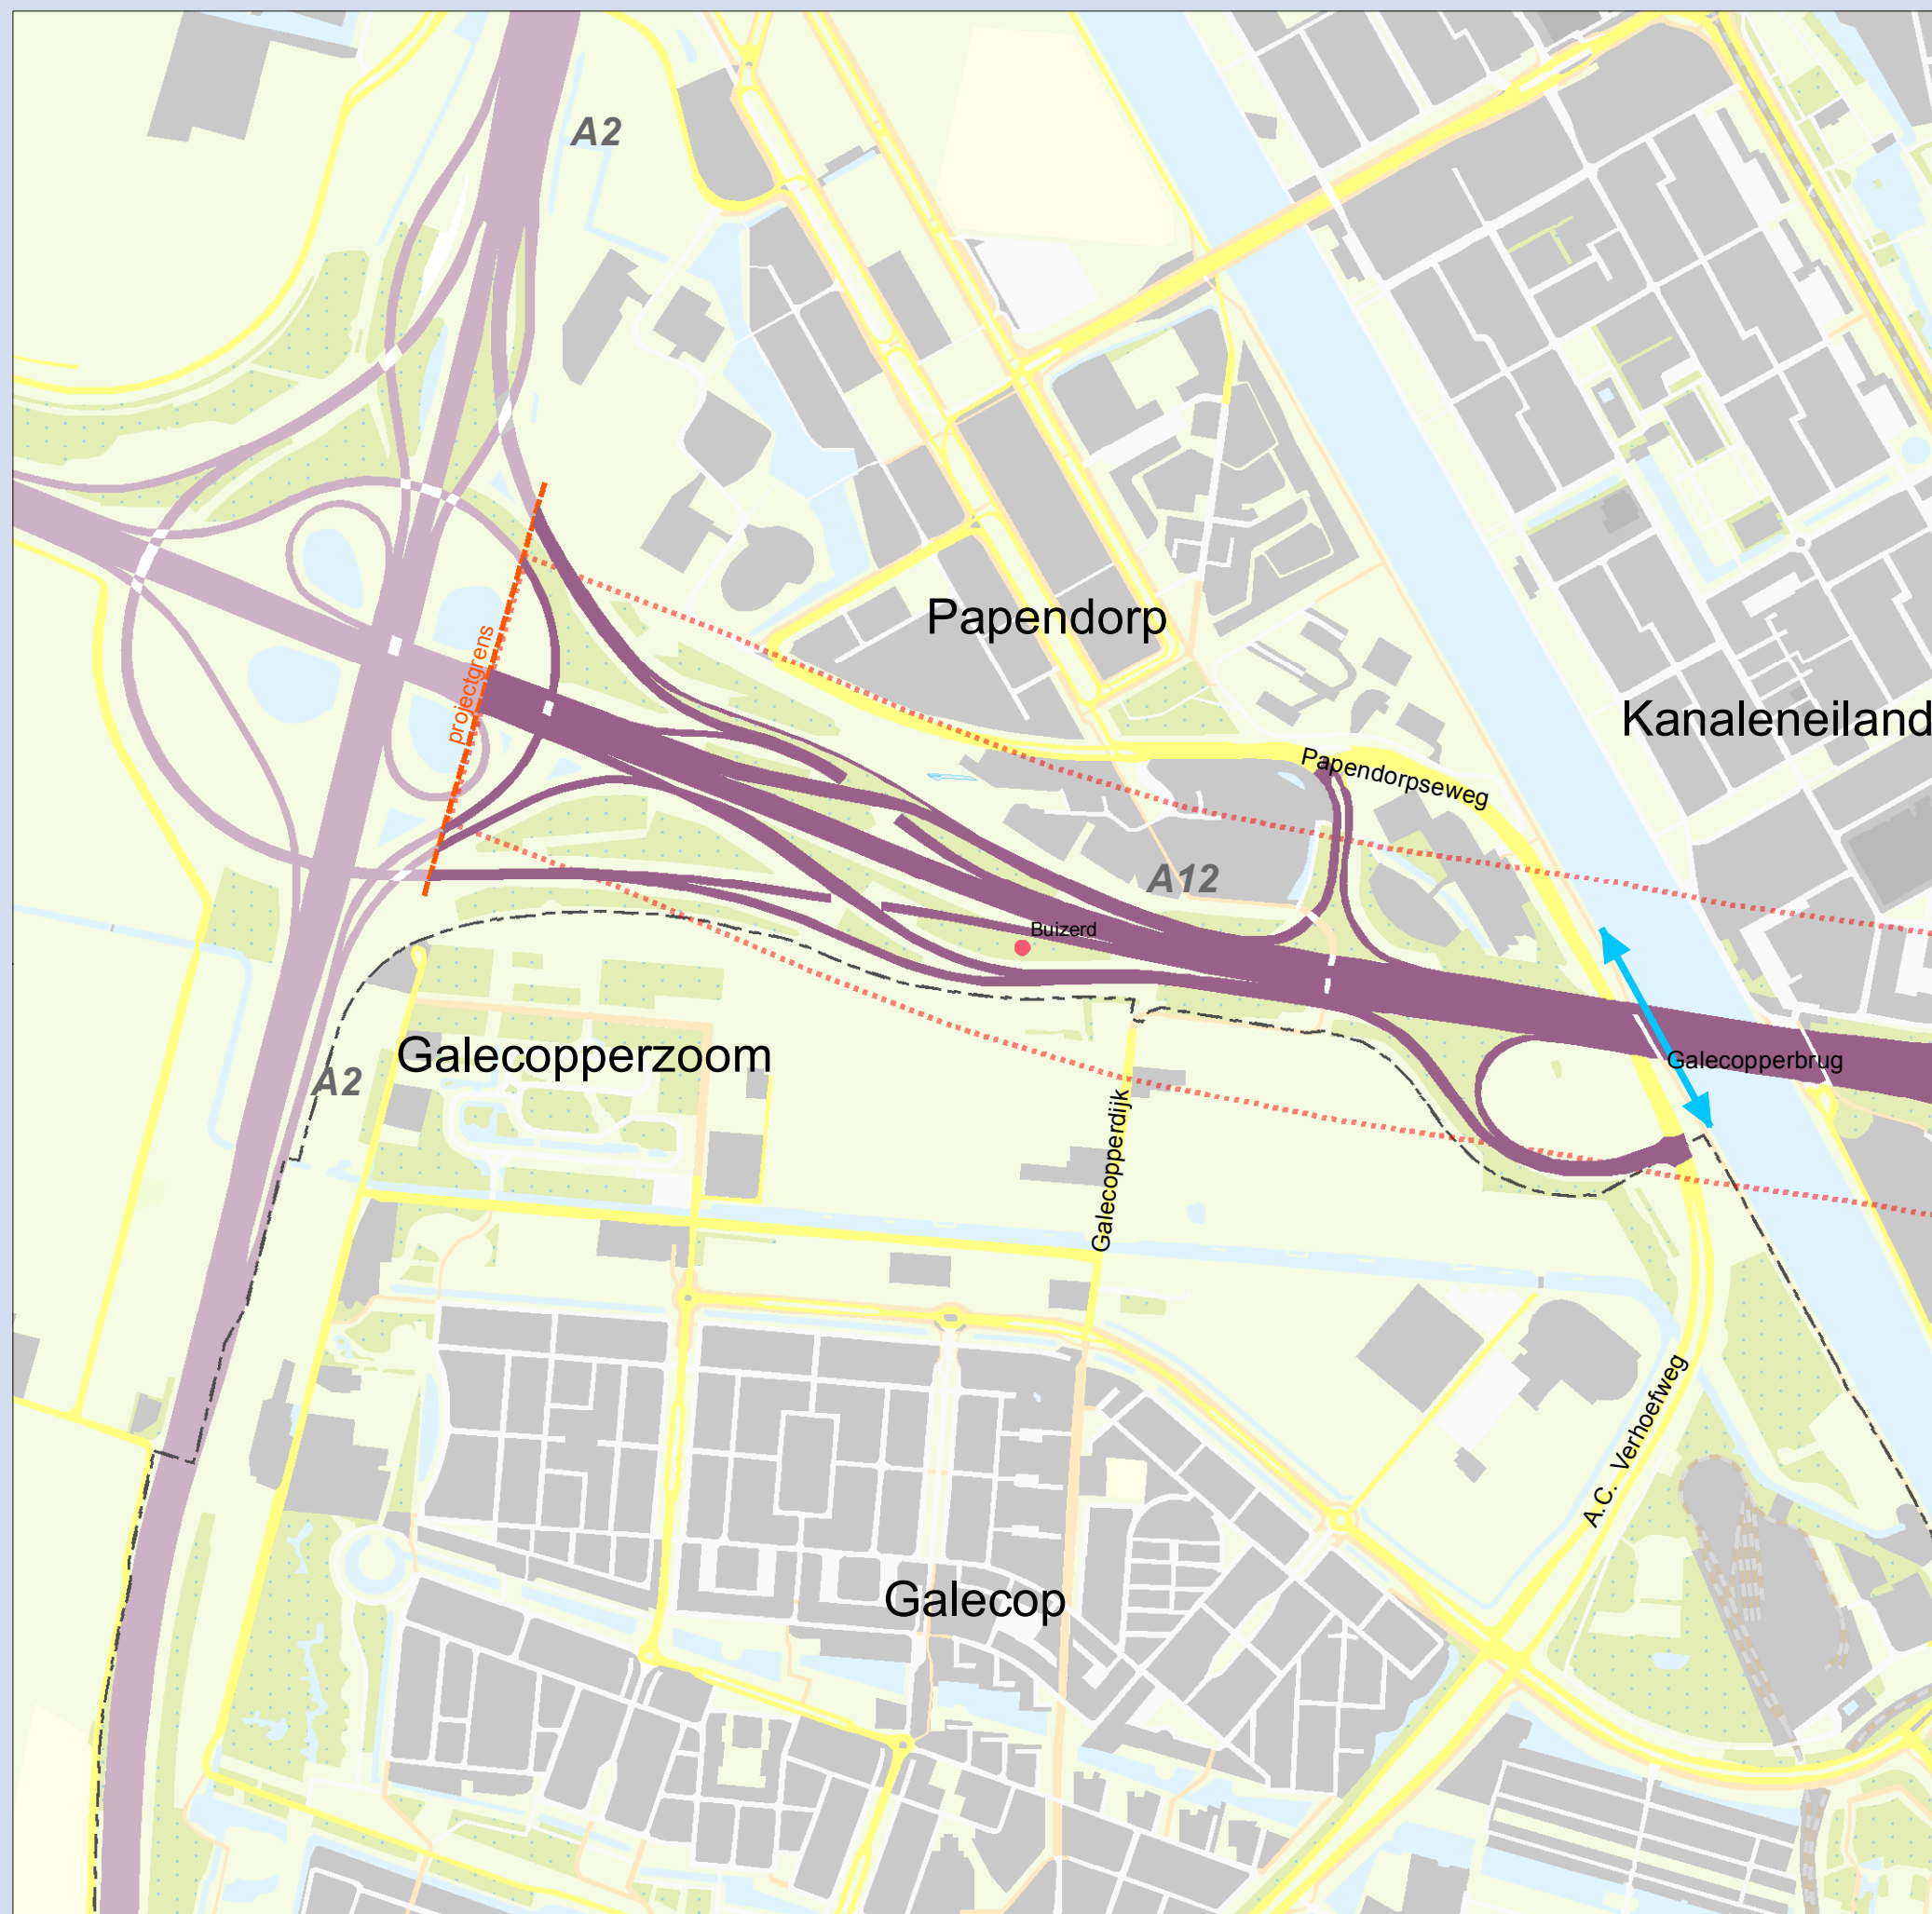 A2
Papendorp
projectgrens
Kanaleneiland
Papendorpseweg
A12
Buizerd
Galecopperzoom
A2
Galecopperbrug
Galecopperdijk
A.C. Verhoefweg
Galecop